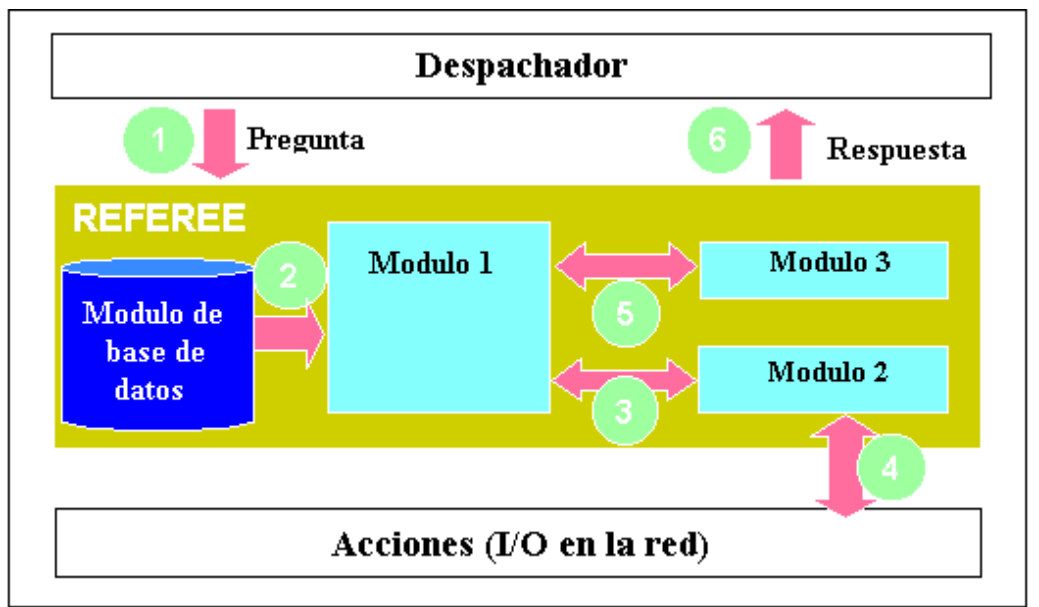 Despachador
1
Pregunta
6
Respuesta
REFEREE
2
Modulo 1
Modulo 3
Modulo de
base de
datos
5
Modulo 2
3
4
Acciones (I/O en la red)